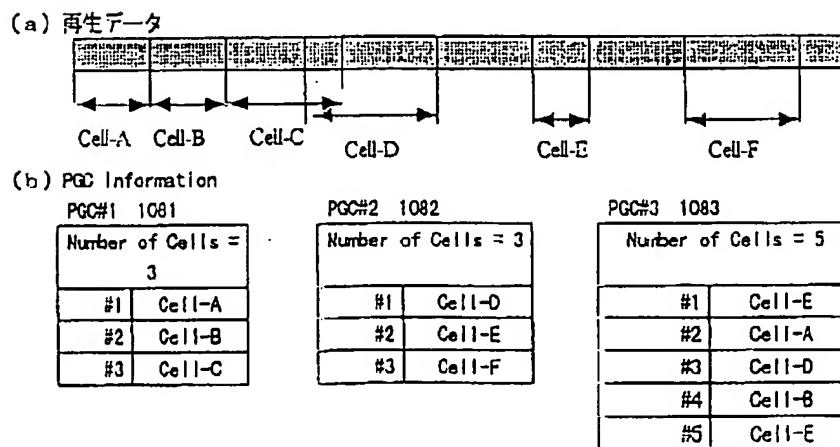 (a) 再生データ
Cell-A Cell-B Cell-C Cell-D Cell-E Cell-F
(b) PGC Information
PGC#1 1081
Number of Cells =
3
#1 Cell-A
#2 Cell-B
#3 Cell-C
PGC#2 1082
Number of Cells = 3
#1 Cell-D
#2 Cell-E
#3 Cell-F
PGC#3 1083
Number of Cells = 5
#1 Cell-E
#2 Cell-A
#3 Cell-D
#4 Cell-B
#5 Cell-E